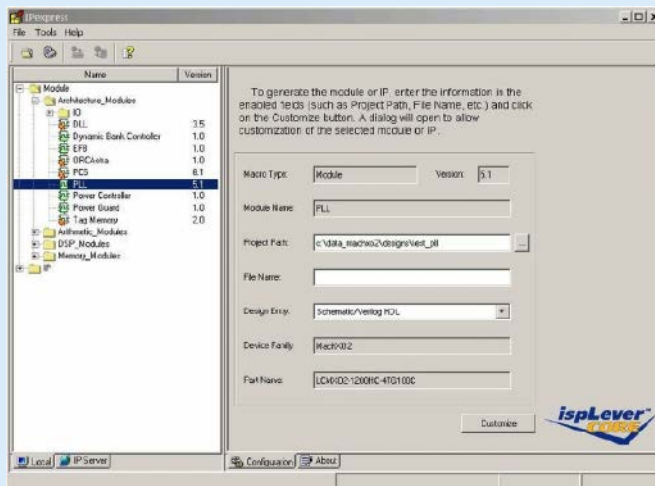 IPexpress
File Tools Help
Name Version
Module
Architecture_Modules
IO
DLL 3.5
Dynamic Bank Controller 1.0
EFB 1.0
ORCAstra 1.0
PCS 8.1
PLL 5.1
Power Controller 1.0
Power Guard 1.0
Tag Memory 2.0
Arithmetic_Modules
DSP_Modules
Memory_Modules
IP
To generate the module or IP, enter the information in the
enabled fields (such as Project Path, File Name, etc.) and click
on the Customize button. A dialog will open to allow
customization of the selected module or IP.
Macro Type: Module Version: 5.1
Module Name: PLL
Project Path: c:\data_machxo2\designs\test_pll ...
File Name:
Design Entry: Schematic/Verilog HDL
Device Family: MachXO2
Part Name: LCMXO2-1200HC-4TG100C
Customize
ispLever
CORE
Local IP Server
Configuration About